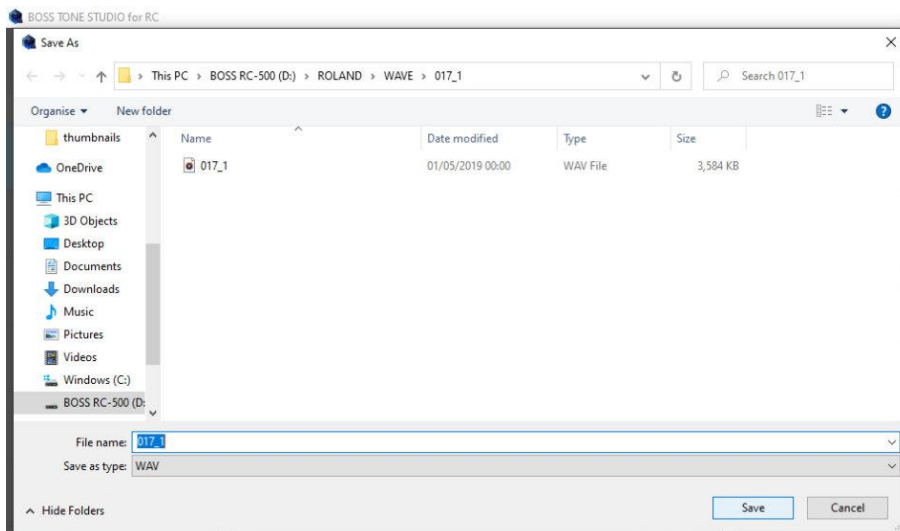 BOSS TONE STUDIO for RC
Save As
This PC > BOSS RC-500 (D:) > ROLAND > WAVE > 017_1
Search 017_1
Organise New folder
thumbnails
OneDrive
This PC
3D Objects
Desktop
Documents
Downloads
Music
Pictures
Videos
Windows (C:)
BOSS RC-500 (D:
Name Date modified Type Size
017_1 01/05/2019 00:00 WAV File 3,584 KB
File name: 017_1
Save as type: WAV
Hide Folders Save Cancel